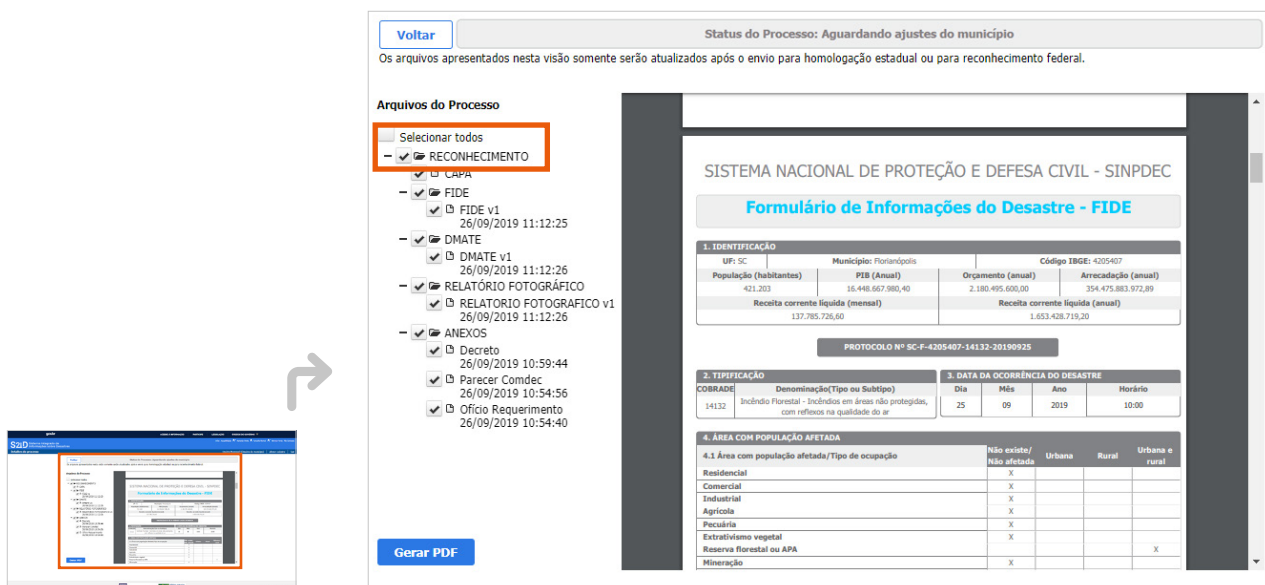 Voltar
Status do Processo: Aguardando ajustes do município
Os arquivos apresentados nesta visão somente serão atualizados após o envio para homologação estadual ou para reconhecimento federal.
Arquivos do Processo
Selecionar todos
RECONHECIMENTO
CAPA
FIDE
FIDE v1
26/09/2019 11:12:25
DMATE
DMATE v1
26/09/2019 11:12:26
RELATÓRIO FOTOGRÁFICO
RELATORIO FOTOGRAFICO v1
26/09/2019 11:12:26
ANEXOS
Decreto
26/09/2019 10:59:44
Parecer Comdec
26/09/2019 10:54:56
Ofício Requerimento
26/09/2019 10:54:40
Gerar PDF
SISTEMA NACIONAL DE PROTEÇÃO E DEFESA CIVIL - SINPDEC
Formulário de Informações do Desastre - FIDE
1. IDENTIFICAÇÃO
UF: SC Município: Florianópolis Código IBGE: 4205407
População (habitantes) PIB (Anual) Orçamento (anual) Arrecadação (anual)
421.203 16.448.667.980,40 2.180.495.600,00 354.475.883.972,89
Receita corrente líquida (mensal) Receita corrente líquida (anual)
137.785.726,60 1.653.428.719,20
PROTOCOLO Nº SC-F-4205407-14132-20190925
2. TIPIFICAÇÃO 3. DATA DA OCORRÊNCIA DO DESASTRE
COBRADE Denominação(Tipo ou Subtipo) Dia Mês Ano Horário
14132 Incêndio Florestal - Incêndios em áreas não protegidas, com reflexos na qualidade do ar 25 09 2019 10:00
4. ÁREA COM POPULAÇÃO AFETADA
4.1 Área com população afetada/Tipo de ocupação Não existe/ Não afetada Urbana Rural Urbana e rural
Residencial X
Comercial X
Industrial X
Agrícola X
Pecuária X
Extrativismo vegetal X
Reserva florestal ou APA X
Mineração X
S2iD